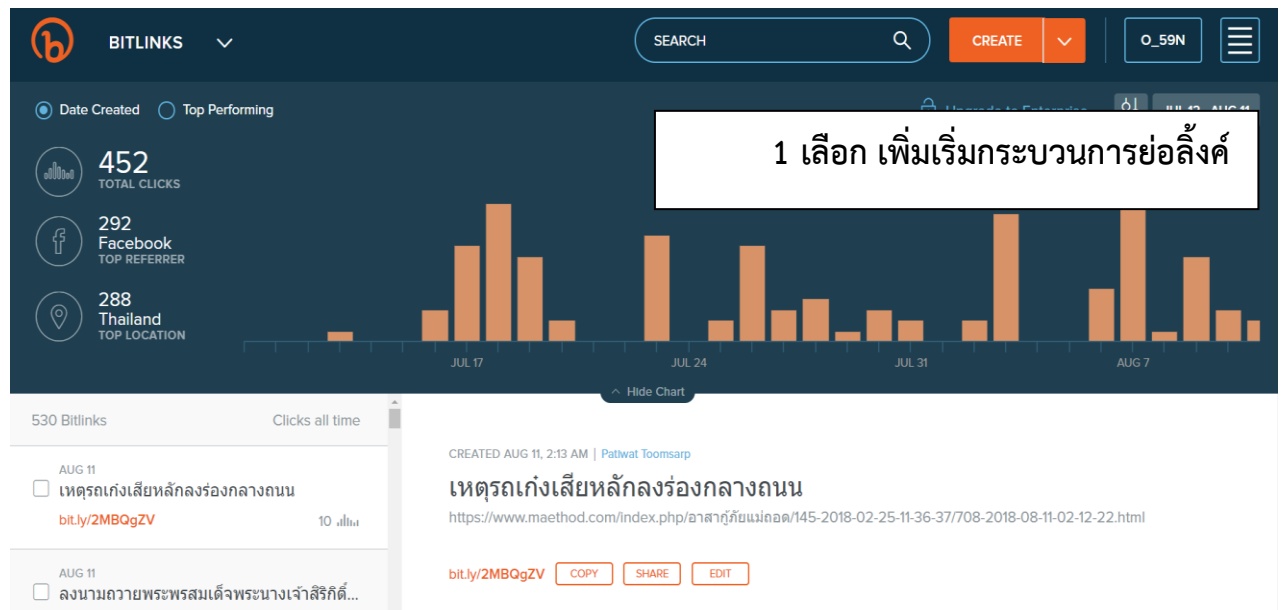 BITLINKS
SEARCH
CREATE
O_59N
Date Created
Top Performing
Upgrade to Enterprise
1 เลือก เพิ่มเริ่มกระบวนการย่อลิ้งค์
452
TOTAL CLICKS
292
Facebook
TOP REFERRER
288
Thailand
TOP LOCATION
JUL 17 JUL 24 JUL 31 AUG 7
Hide Chart
530 Bitlinks Clicks all time
AUG 11
เหตุรถเก๋งเสียหลักลงร่องกลางถนน
bit.ly/2MBQgZV 10
AUG 11
ลงนามถวายพระพรสมเด็จพระนางเจ้าสิริกิติ์...
CREATED AUG 11, 2:13 AM | Patiwat Toomsarp
เหตุรถเก๋งเสียหลักลงร่องกลางถนน
https://www.maethod.com/index.php/อาสากู้ภัยแม่ถอด/145-2018-02-25-11-36-37/708-2018-08-11-02-12-22.html
bit.ly/2MBQgZV COPY SHARE EDIT